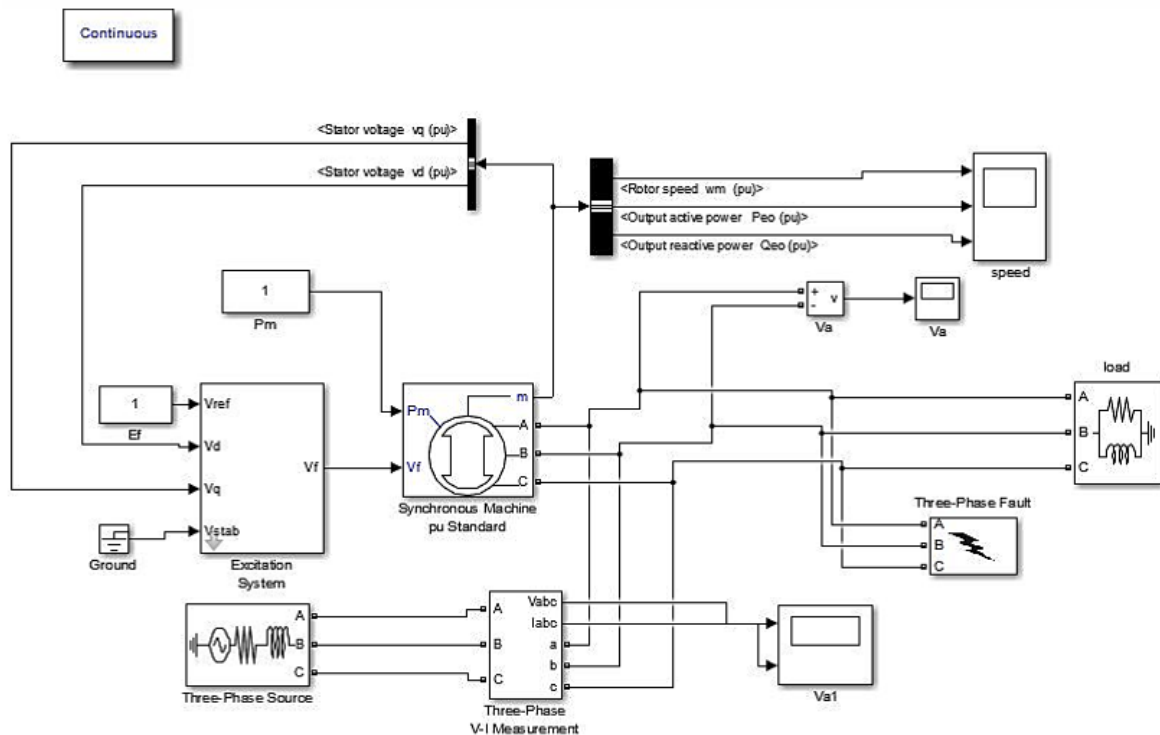 Continuous
<Stator voltage vq (pu)>
<Stator voltage vd (pu)>
<Rotor speed wm (pu)>
<Output active power Peo (pu)>
<Output reactive power Qeo (pu)>
speed
1
Pm
+
-
v
Va
Va
load
A
B
C
1
Ef
Vref
Vd
Vq
Vstab
Vf
Excitation
System
Ground
Pm
Vf
m
A
B
C
Synchronous Machine
pu Standard
Three-Phase Fault
A
B
C
A
B
C
Three-Phase Source
A
B
C
Vabc
Iabc
a
b
c
Three-Phase
V-I Measurement
Va1